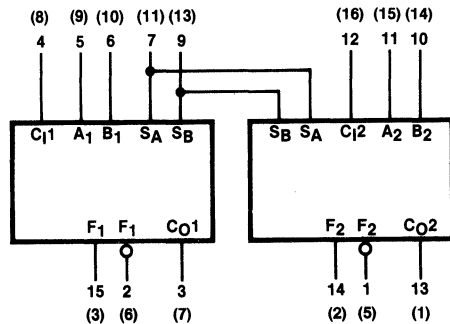 (8) (9) (10) (11) (13) (16) (15) (14)
4 5 6 7 9 12 11 10
CI1 A1 B1 SA SB SB SA CI2 A2 B2
F1 F1 CO1 F2 F2 CO2
15 2 3 14 1 13
(3) (6) (7) (2) (5) (1)